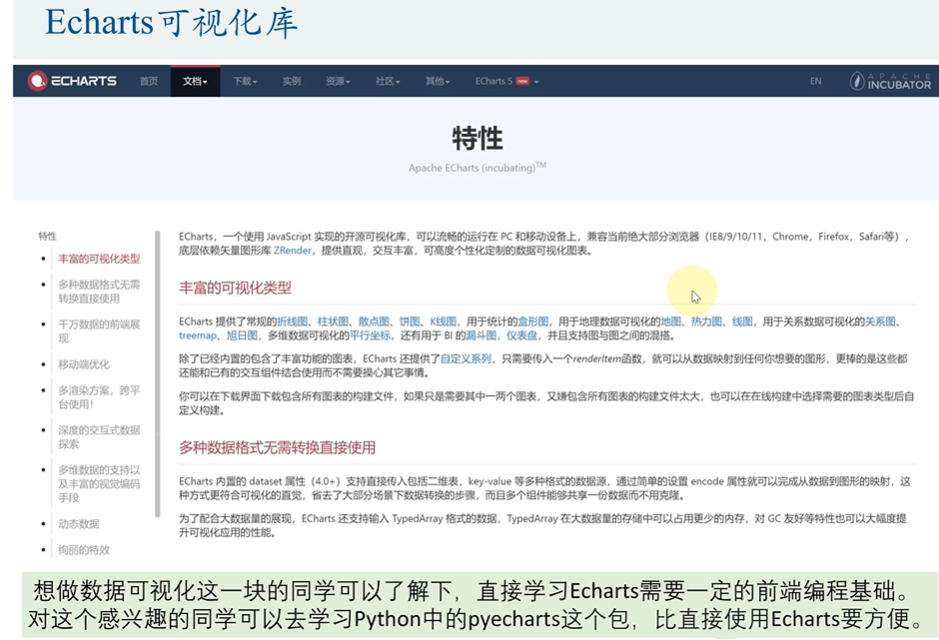 Echarts可视化库
ECHARTS 首页 文档 下载 实例 资源 社区 其他 ECharts 5 new EN APACHE INCUBATOR
特性
Apache ECharts (incubating)TM
特性
丰富的可视化类型
多种数据格式无需
转换直接使用
千万数据的前端展
现
移动端优化
多渲染方案，跨平
台使用！
深度的交互式数据
探索
多维数据的支持以
及丰富的视觉编码
手段
动态数据
绚丽的特效
ECharts，一个使用 JavaScript 实现的开源可视化库，可以流畅的运行在 PC 和移动设备上，兼容当前绝大部分浏览器（IE8/9/10/11，Chrome，Firefox，Safari等），
底层依赖矢量图形库 ZRender，提供直观，交互丰富，可高度个性化定制的数据可视化图表。
丰富的可视化类型
ECharts 提供了常规的折线图、柱状图、散点图、饼图、K线图，用于统计的盒形图，用于地理数据可视化的地图、热力图、线图，用于关系数据可视化的关系图、
treemap、旭日图，多维数据可视化的平行坐标，还有用于 BI 的漏斗图，仪表盘，并且支持图与图之间的混搭。
除了已经内置的包含了丰富功能的图表，ECharts 还提供了自定义系列，只需要传入一个renderItem函数，就可以从数据映射到任何你想要的图形，更棒的是这些都
还能和已有的交互组件结合使用而不需要操心其它事情。
你可以在下载界面下载包含所有图表的构建文件，如果只是需要其中一两个图表，又嫌包含所有图表的构建文件太大，也可以在在线构建中选择需要的图表类型后自
定义构建。
多种数据格式无需转换直接使用
ECharts 内置的 dataset 属性（4.0+）支持直接传入包括二维表，key-value 等多种格式的数据源，通过简单的设置 encode 属性就可以完成从数据到图形的映射，这
种方式更符合可视化的直觉，省去了大部分场景下数据转换的步骤，而且多个组件能够共享一份数据而不用克隆。
为了配合大数据量的展现，ECharts 还支持输入 TypedArray 格式的数据，TypedArray 在大数据量的存储中可以占用更少的内存，对 GC 友好等特性也可以大幅度提
升可视化应用的性能。
想做数据可视化这一块的同学可以了解下，直接学习Echarts需要一定的前端编程基础。
对这个感兴趣的同学可以去学习Python中的pyecharts这个包，比直接使用Echarts要方便。